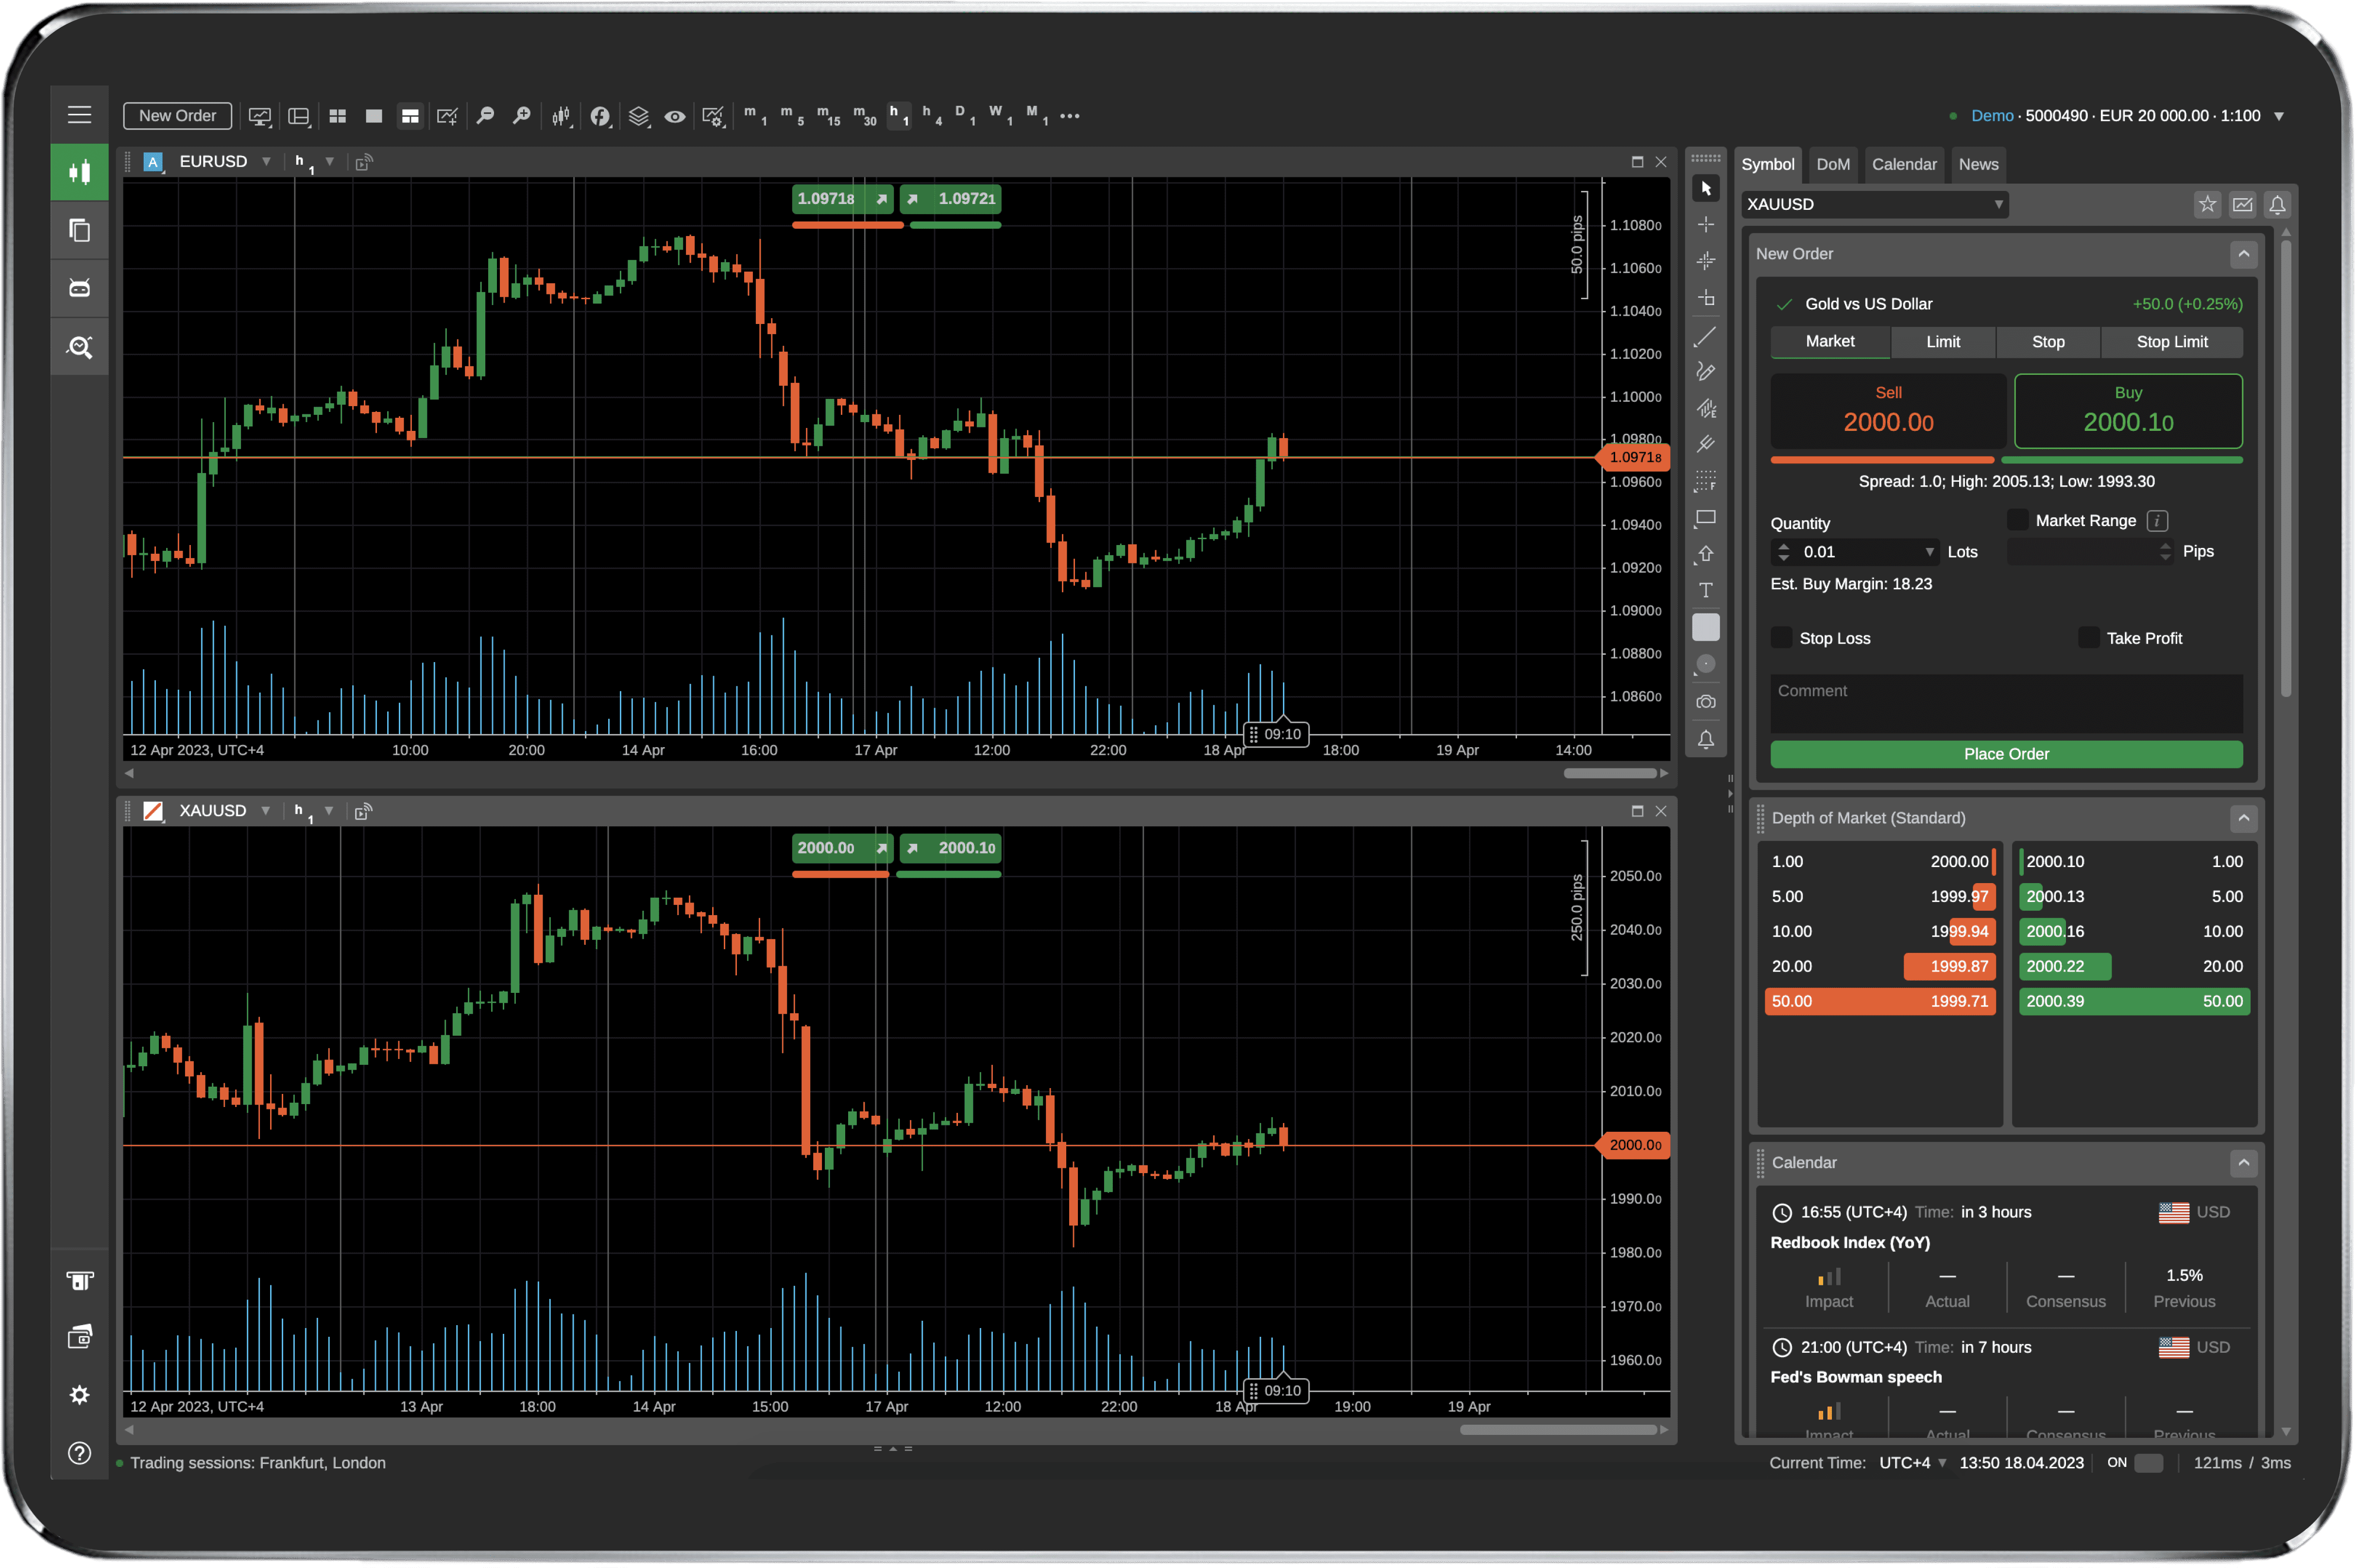 New Order
m 1 m 5 m 15 m 30 h 1 h 4 D 1 W 1 M 1
Demo · 5000490 · EUR 20 000.00 · 1:100
A EURUSD h 1
1.09718 1.09721
50.0 pips
1.10800
1.10600
1.10400
1.10200
1.10000
1.09800
1.09718
1.09600
1.09400
1.09200
1.09000
1.08800
1.08600
09:10
12 Apr 2023, UTC+4 10:00 20:00 14 Apr 16:00 17 Apr 12:00 22:00 18 Apr 18:00 19 Apr 14:00
XAUUSD h 1
2000.00 2000.10
250.0 pips
2050.00
2040.00
2030.00
2020.00
2010.00
2000.00
1990.00
1980.00
1970.00
1960.00
09:10
12 Apr 2023, UTC+4 13 Apr 18:00 14 Apr 15:00 17 Apr 12:00 22:00 18 Apr 19:00 19 Apr
Trading sessions: Frankfurt, London
E
F
T
Symbol DoM Calendar News
XAUUSD
New Order
Gold vs US Dollar +50.0 (+0.25%)
Market Limit Stop Stop Limit
Sell Buy
2000.00 2000.10
Spread: 1.0; High: 2005.13; Low: 1993.30
Quantity Market Range i
0.01 Lots Pips
Est. Buy Margin: 18.23
Stop Loss Take Profit
Comment
Place Order
Depth of Market (Standard)
1.00 2000.00 2000.10 1.00
5.00 1999.97 2000.13 5.00
10.00 1999.94 2000.16 10.00
20.00 1999.87 2000.22 20.00
50.00 1999.71 2000.39 50.00
Calendar
16:55 (UTC+4) Time: in 3 hours USD
Redbook Index (YoY)
— — 1.5%
Impact Actual Consensus Previous
21:00 (UTC+4) Time: in 7 hours USD
Fed's Bowman speech
— — —
Impact Actual Consensus Previous
Current Time: UTC+4 13:50 18.04.2023 ON 121ms / 3ms
?